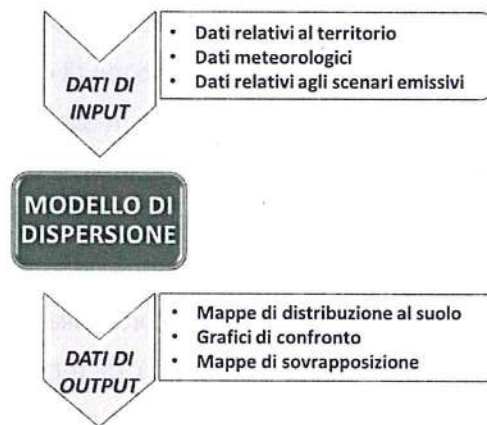 DATI DI
INPUT
• Dati relativi al territorio
• Dati meteorologici
• Dati relativi agli scenari emissivi
MODELLO DI
DISPERSIONE
DATI DI
OUTPUT
• Mappe di distribuzione al suolo
• Grafici di confronto
• Mappe di sovrapposizione